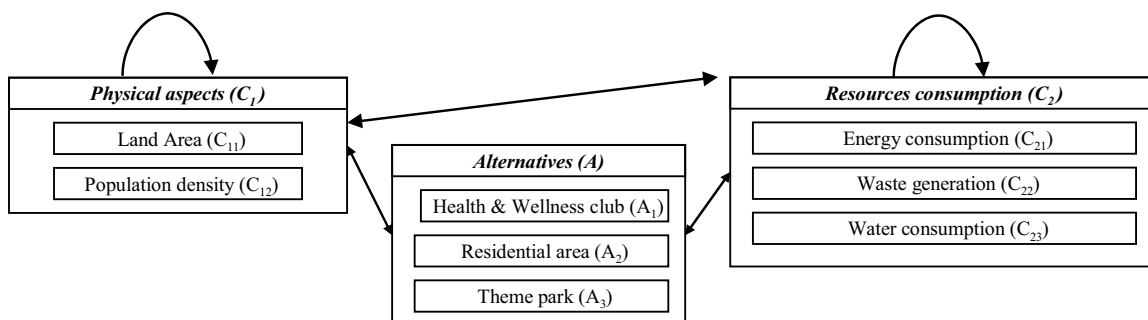 Physical aspects (C₁)
Land Area (C₁₁)
Population density (C₁₂)
Alternatives (A)
Health & Wellness club (A₁)
Residential area (A₂)
Theme park (A₃)
Resources consumption (C₂)
Energy consumption (C₂₁)
Waste generation (C₂₂)
Water consumption (C₂₃)